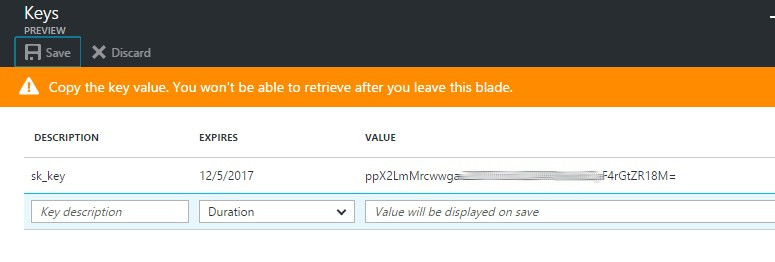 Keys
PREVIEW
Save Discard
Copy the key value. You won't be able to retrieve after you leave this blade.
DESCRIPTION EXPIRES VALUE
sk_key 12/5/2017 ppX2LmMrcwwga F4rGtZR18M=
Key description Duration Value will be displayed on save